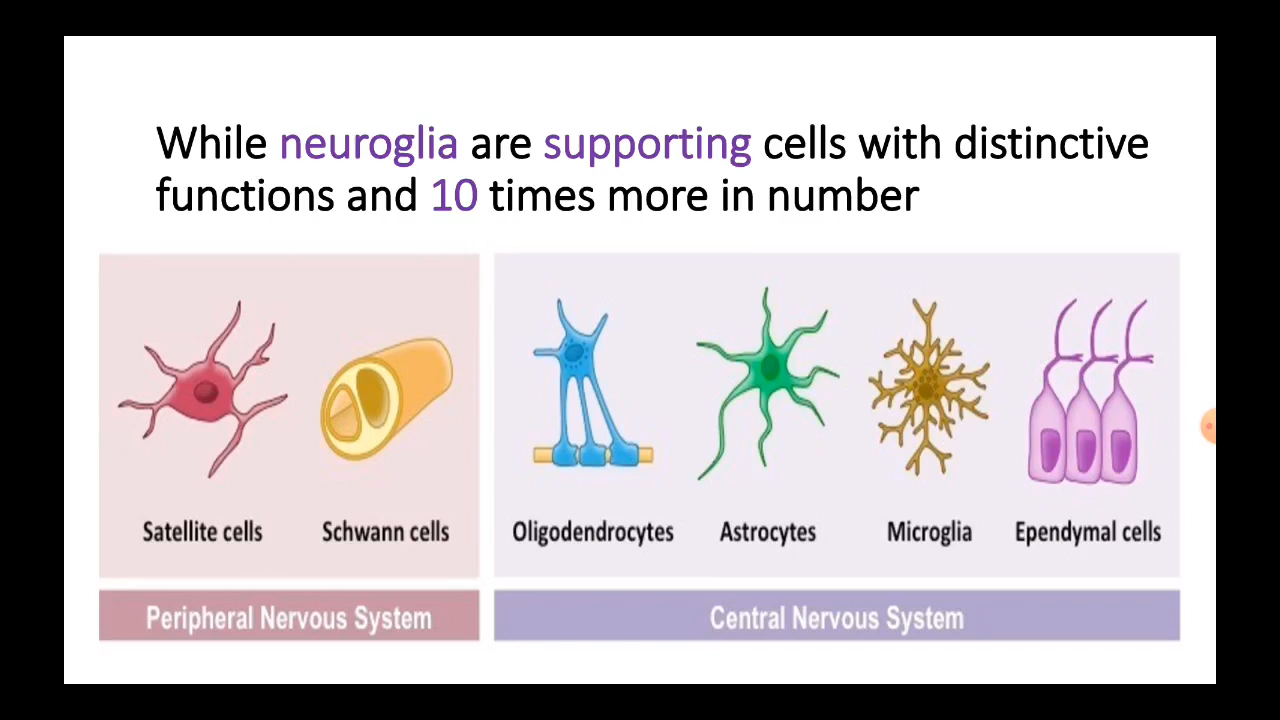 While neuroglia are supporting cells with distinctive
functions and 10 times more in number
Satellite cells
Schwann cells
Oligodendrocytes
Astrocytes
Microglia
Ependymal cells
Peripheral Nervous System
Central Nervous System